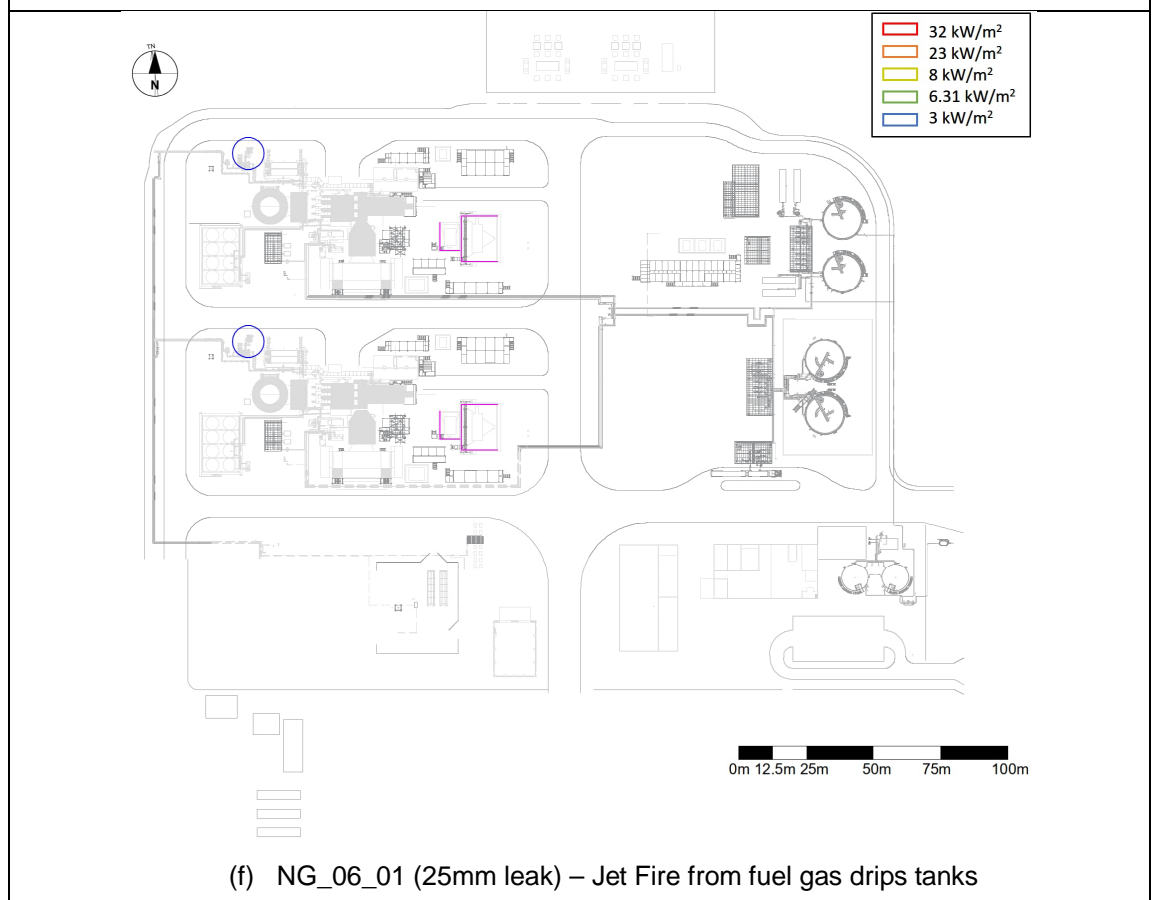 TN
N
32 kW/m²
23 kW/m²
8 kW/m²
6.31 kW/m²
3 kW/m²
0m 12.5m 25m 50m 75m 100m
(f) NG_06_01 (25mm leak) – Jet Fire from fuel gas drips tanks